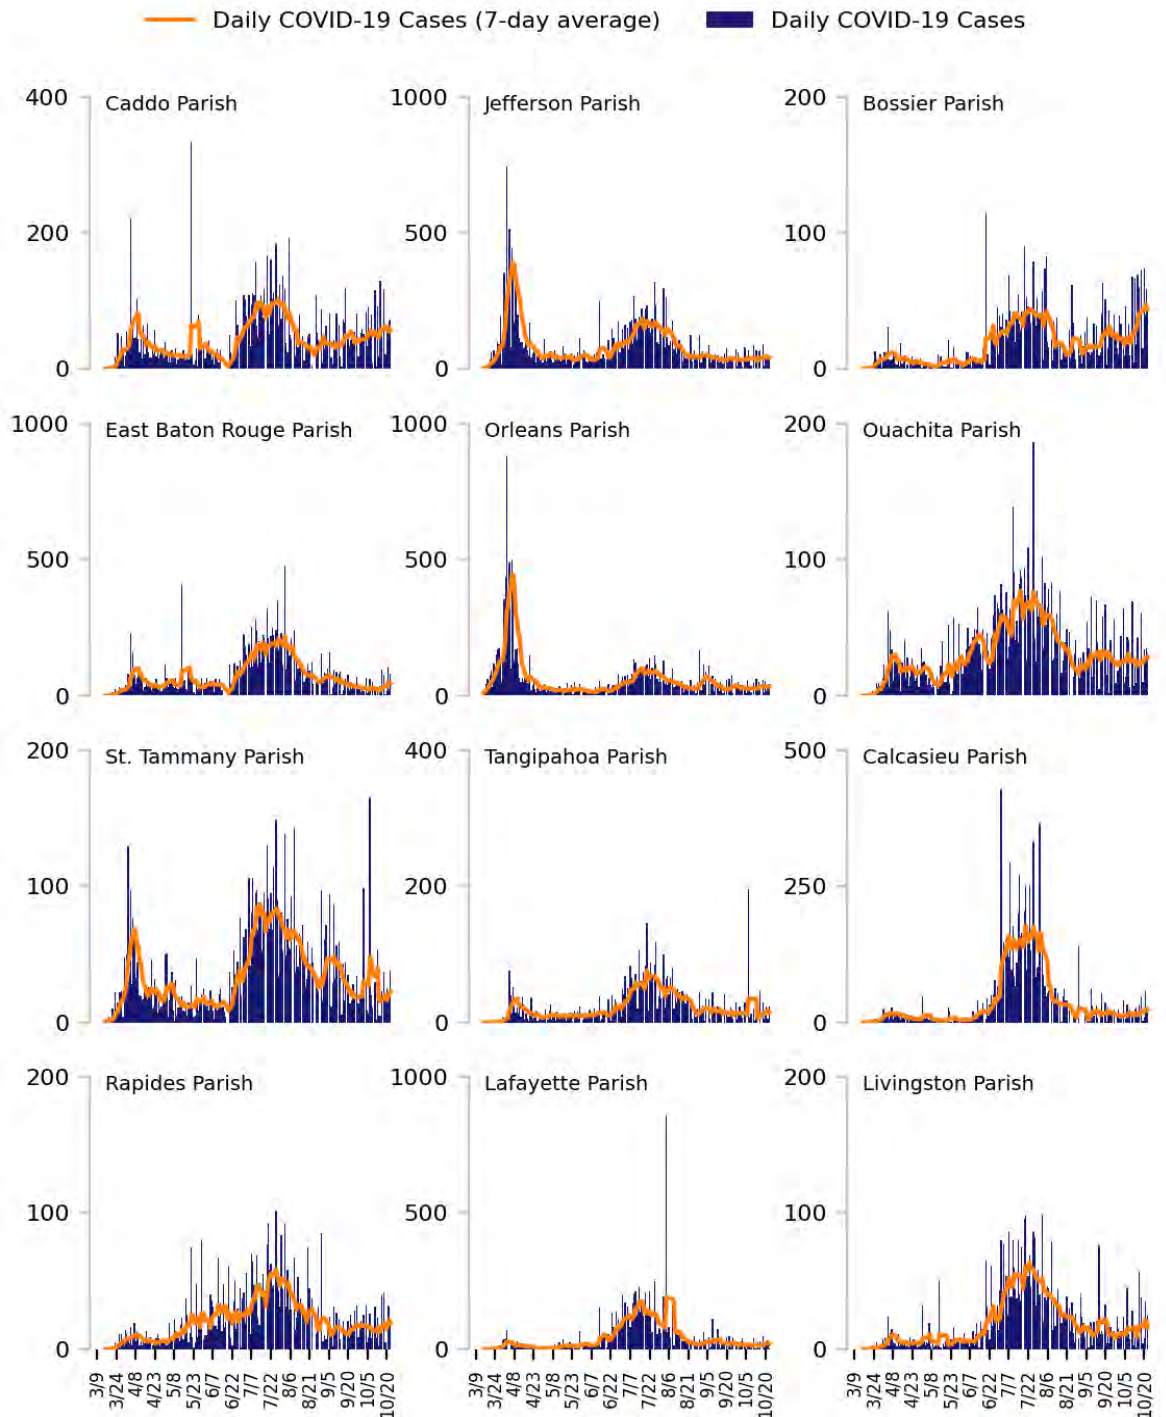 Daily COVID-19 Cases (7-day average) Daily COVID-19 Cases
400 Caddo Parish 1000 Jefferson Parish 200 Bossier Parish
200 500 100
0 0 0
1000 East Baton Rouge Parish 1000 Orleans Parish 200 Ouachita Parish
500 500 100
0 0 0
200 St. Tammany Parish 400 Tangipahoa Parish 500 Calcasieu Parish
100 200 250
0 0 0
200 Rapides Parish 1000 Lafayette Parish 200 Livingston Parish
100 500 100
0 0 0
3/9 3/24 4/8 4/23 5/8 5/23 6/7 6/22 7/7 7/22 8/6 8/21 9/5 9/20 10/5 10/20 3/9 3/24 4/8 4/23 5/8 5/23 6/7 6/22 7/7 7/22 8/6 8/21 9/5 9/20 10/5 10/20 3/9 3/24 4/8 4/23 5/8 5/23 6/7 6/22 7/7 7/22 8/6 8/21 9/5 9/20 10/5 10/20